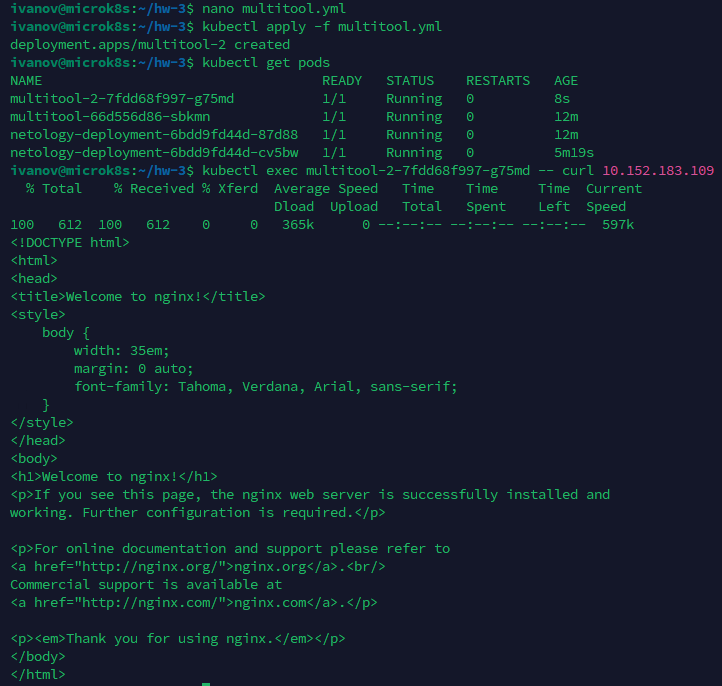 ivanov@microk8s:~/hw-3$ nano multitool.yml
ivanov@microk8s:~/hw-3$ kubectl apply -f multitool.yml
deployment.apps/multitool-2 created
ivanov@microk8s:~/hw-3$ kubectl get pods
NAME                                   READY   STATUS    RESTARTS   AGE
multitool-2-7fdd68f997-g75md           1/1     Running   0          8s
multitool-66d556d86-sbkmn              1/1     Running   0          12m
netology-deployment-6bdd9fd44d-87d88   1/1     Running   0          12m
netology-deployment-6bdd9fd44d-cv5bw   1/1     Running   0          5m19s
ivanov@microk8s:~/hw-3$ kubectl exec multitool-2-7fdd68f997-g75md -- curl 10.152.183.109
  % Total    % Received % Xferd  Average Speed   Time    Time     Time  Current
                                 Dload  Upload   Total   Spent    Left  Speed
100   612  100   612    0     0   365k      0 --:--:-- --:--:-- --:--:--  597k
<!DOCTYPE html>
<html>
<head>
<title>Welcome to nginx!</title>
<style>
    body {
        width: 35em;
        margin: 0 auto;
        font-family: Tahoma, Verdana, Arial, sans-serif;
    }
</style>
</head>
<body>
<h1>Welcome to nginx!</h1>
<p>If you see this page, the nginx web server is successfully installed and
working. Further configuration is required.</p>

<p>For online documentation and support please refer to
<a href="http://nginx.org/">nginx.org</a>.<br/>
Commercial support is available at
<a href="http://nginx.com/">nginx.com</a>.</p>

<p><em>Thank you for using nginx.</em></p>
</body>
</html>